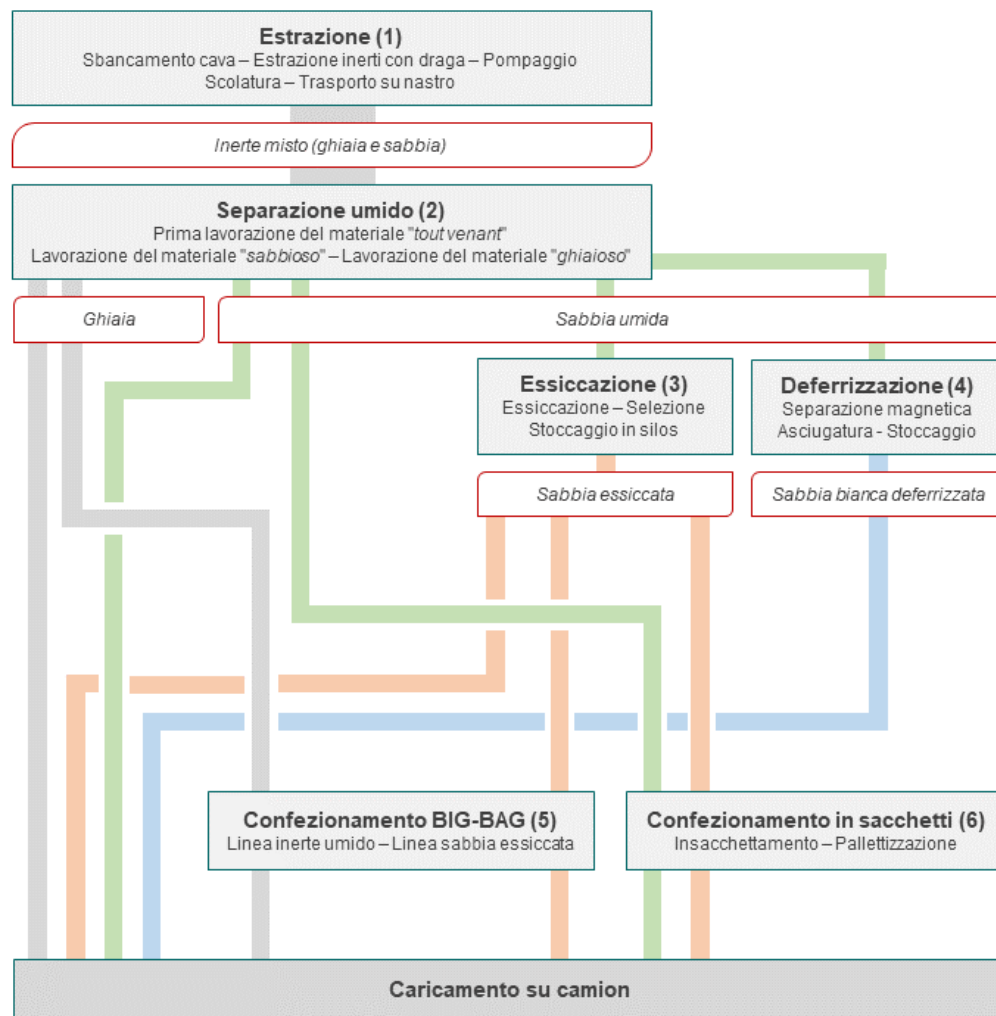 Estrazione (1)
Sbancamento cava – Estrazione inerti con draga – Pompaggio
Scolatura – Trasporto su nastro
Inerte misto (ghiaia e sabbia)
Separazione umido (2)
Prima lavorazione del materiale "tout venant"
Lavorazione del materiale "sabbioso" – Lavorazione del materiale "ghiaioso"
Ghiaia
Sabbia umida
Essiccazione (3)
Essiccazione – Selezione
Stoccaggio in silos
Deferrizzazione (4)
Separazione magnetica
Asciugatura - Stoccaggio
Sabbia essiccata
Sabbia bianca deferrizzata
Confezionamento BIG-BAG (5)
Linea inerte umido – Linea sabbia essiccata
Confezionamento in sacchetti (6)
Insacchettamento – Pallettizzazione
Caricamento su camion